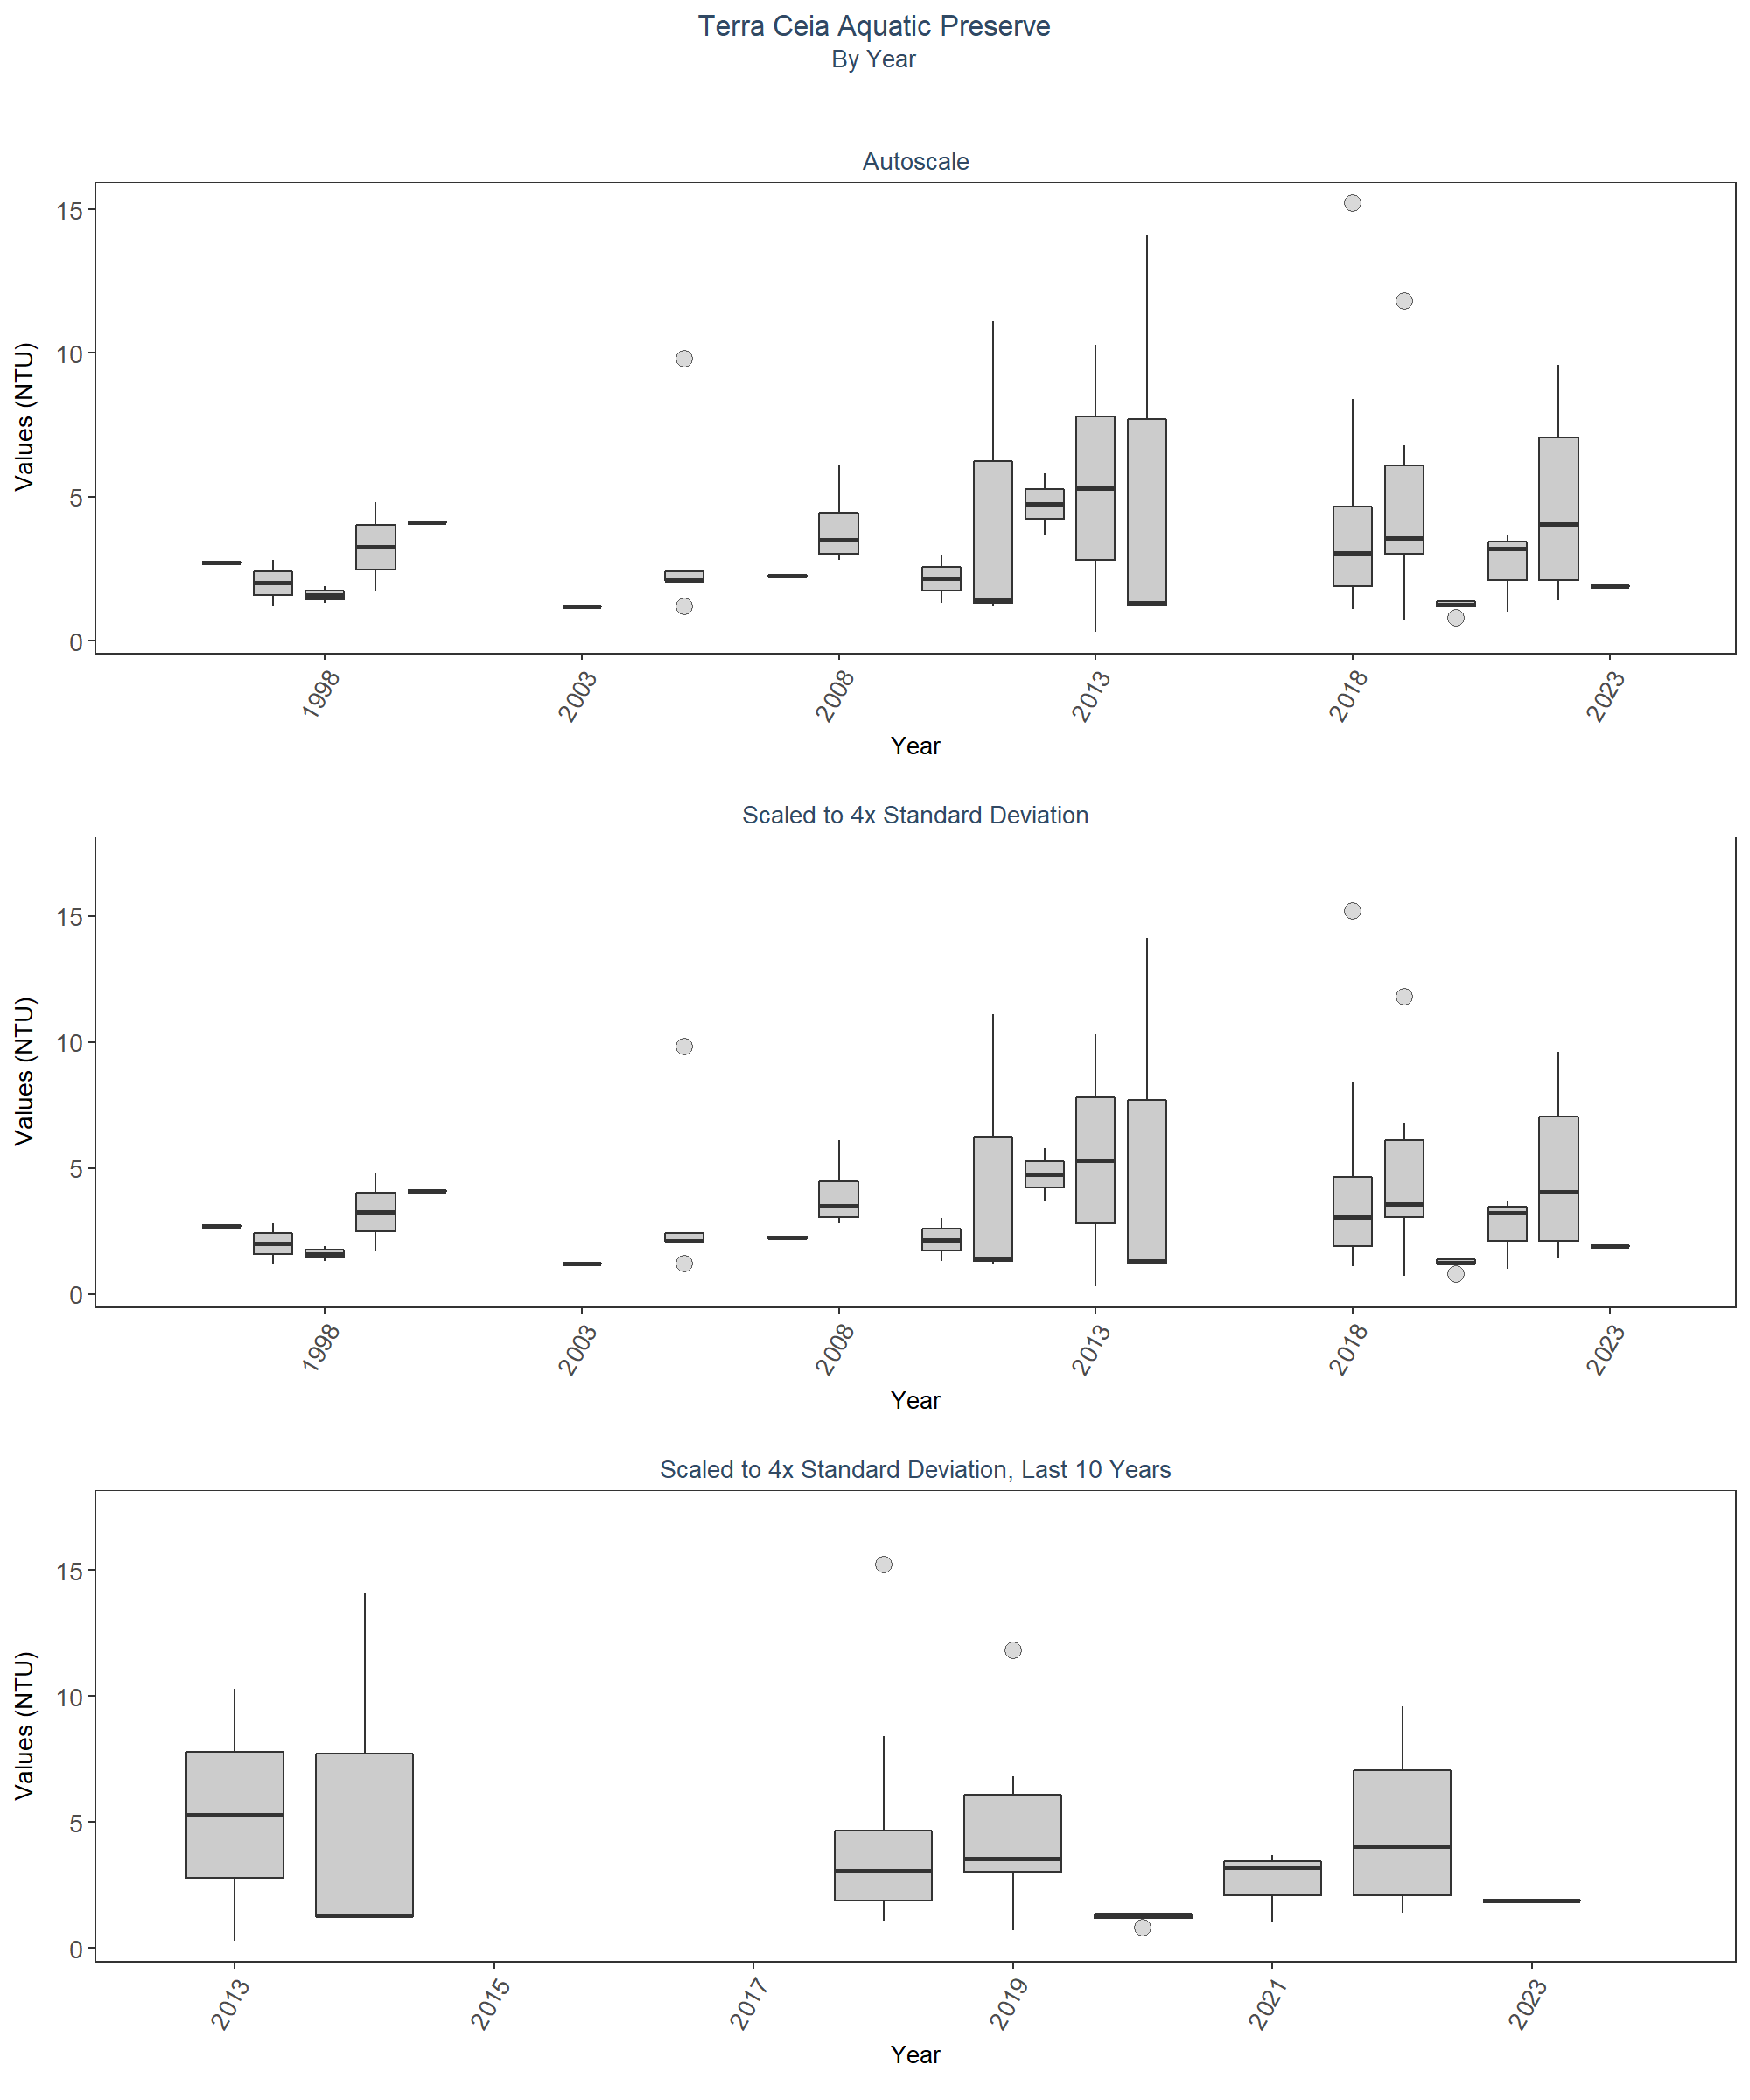 Terra Ceia Aquatic Preserve
By Year
Autoscale
Values (NTU)
15
10
5
0
1998 2003 2008 2013 2018 2023
Year
Scaled to 4x Standard Deviation
Values (NTU)
15
10
5
0
1998 2003 2008 2013 2018 2023
Year
Scaled to 4x Standard Deviation, Last 10 Years
Values (NTU)
15
10
5
0
2013 2015 2017 2019 2021 2023
Year